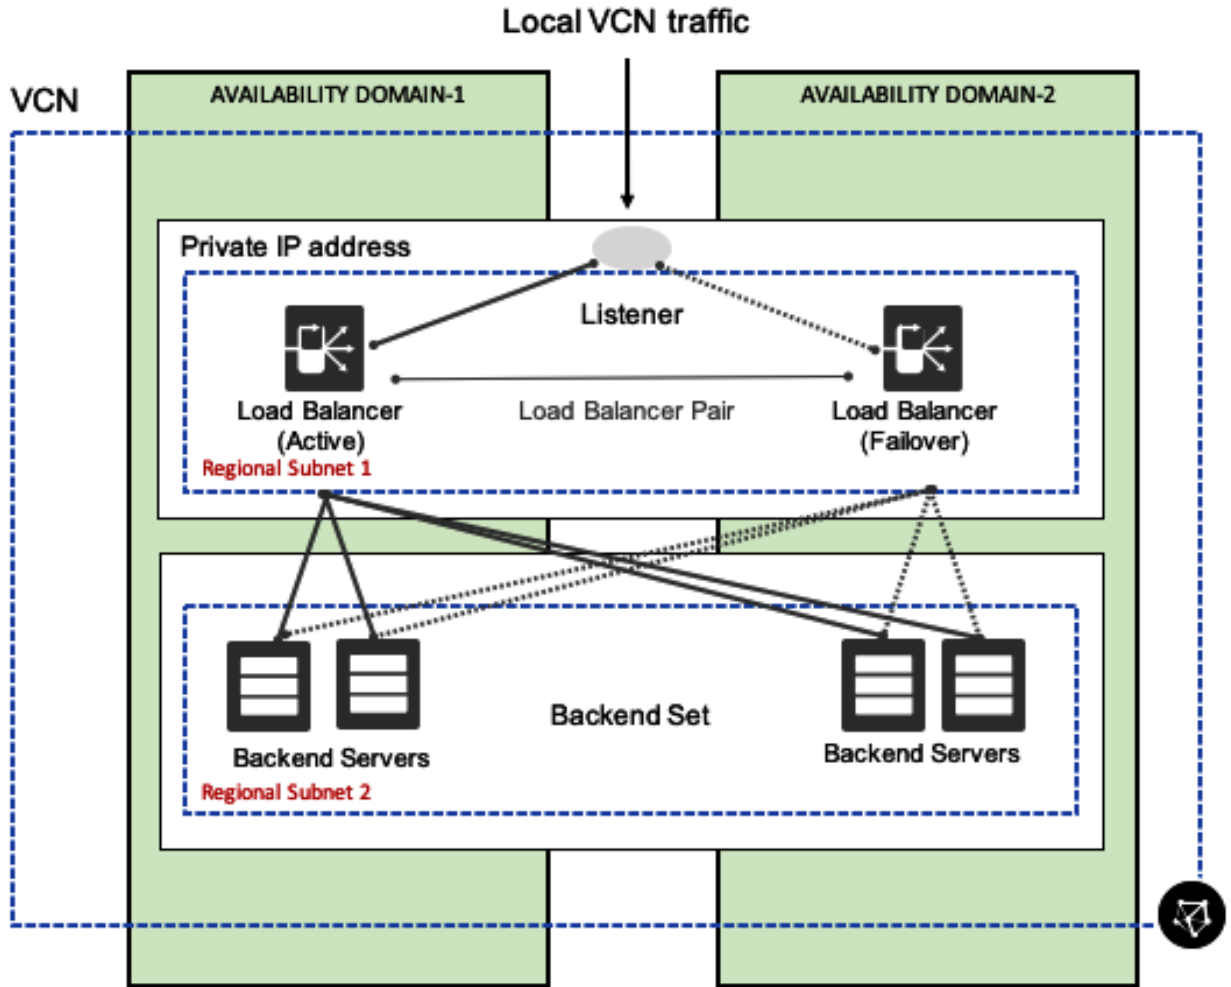 Local VCN traffic
VCN
AVAILABILITY DOMAIN-1
AVAILABILITY DOMAIN-2
Private IP address
Listener
Load Balancer
(Active)
Load Balancer Pair
Load Balancer
(Failover)
Regional Subnet 1
Backend Set
Backend Servers
Backend Servers
Regional Subnet 2